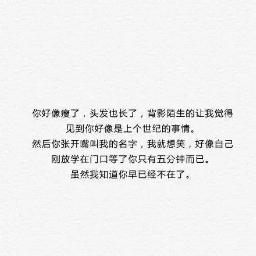 你好像瘦了，头发也长了，背影陌生的让我觉得
见到你好像是上个世纪的事情。
然后你张开嘴叫我的名字，我就想笑，好像自己
刚放学在门口等了你只有五分钟而已。
虽然我知道你早已经不在了。